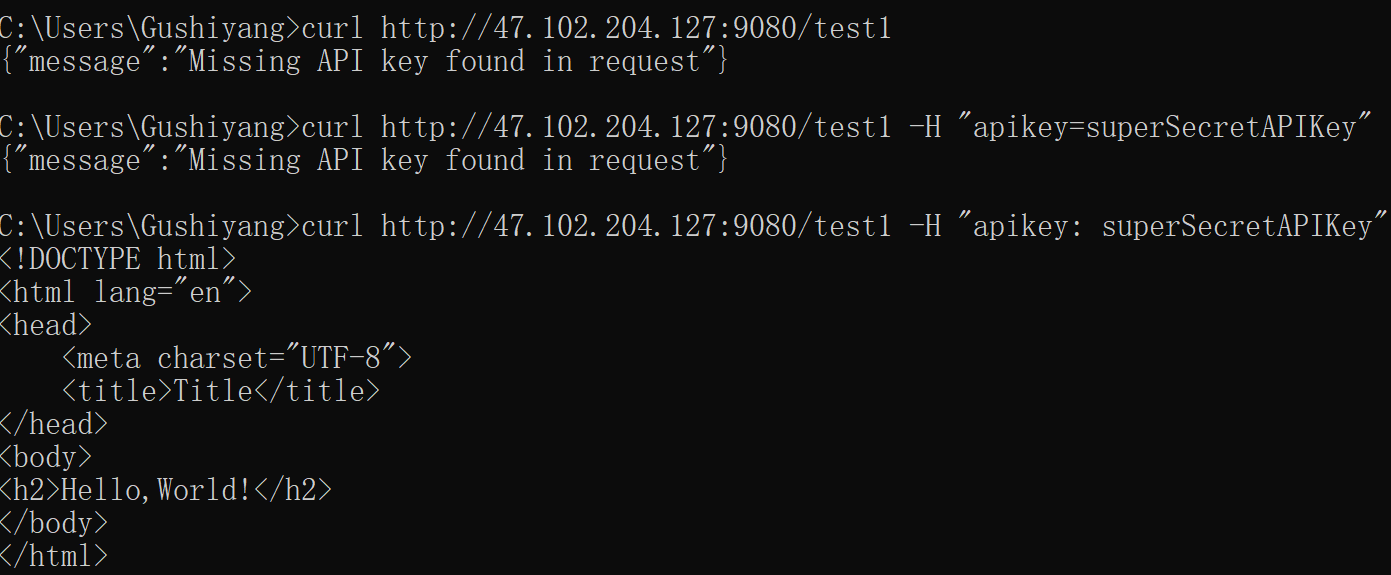 C:\Users\Gushiyang>curl http://47.102.204.127:9080/test1
{"message":"Missing API key found in request"}
C:\Users\Gushiyang>curl http://47.102.204.127:9080/test1 -H "apikey=superSecretAPIKey"
{"message":"Missing API key found in request"}
C:\Users\Gushiyang>curl http://47.102.204.127:9080/test1 -H "apikey: superSecretAPIKey"
<!DOCTYPE html>
<html lang="en">
<head>
    <meta charset="UTF-8">
    <title>Title</title>
</head>
<body>
<h2>Hello,World!</h2>
</body>
</html>